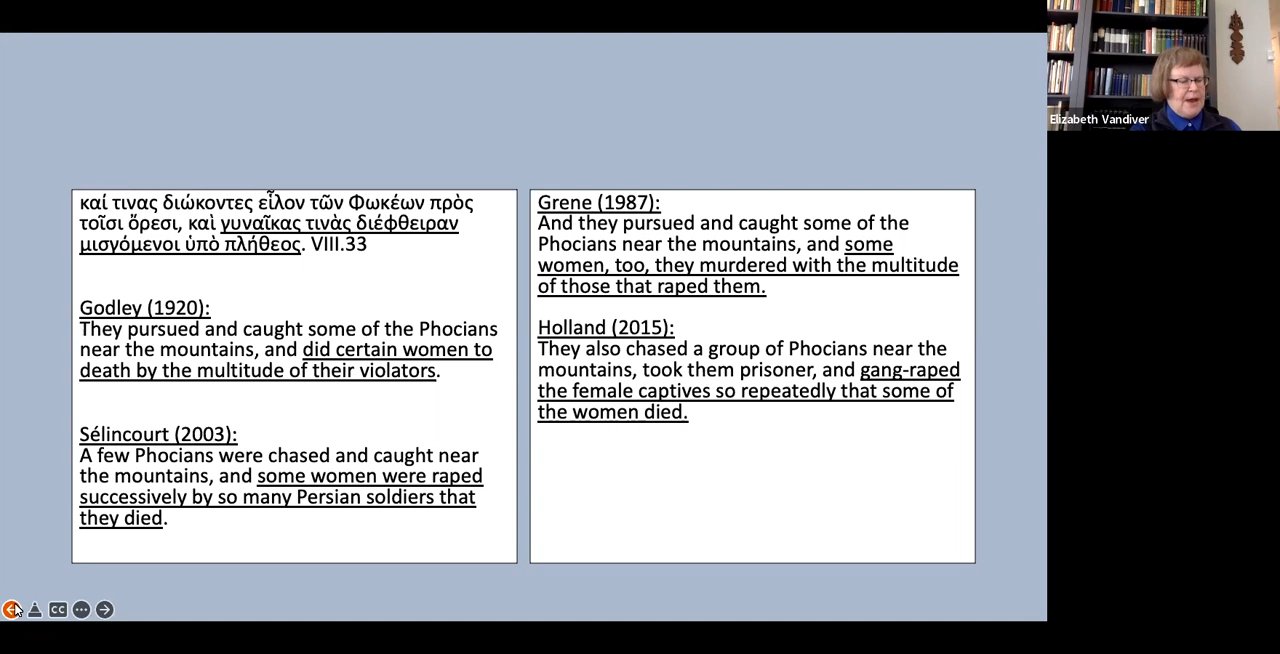 καί τινας διώκοντες εἷλον τῶν Φωκέων πρὸς
τοῖσι ὄρεσι, καὶ γυναῖκας τινὰς διέφθειραν
μισγόμενοι ὑπὸ πλήθεος. VIII.33
Godley (1920):
They pursued and caught some of the Phocians
near the mountains, and did certain women to
death by the multitude of their violators.
Sélincourt (2003):
A few Phocians were chased and caught near
the mountains, and some women were raped
successively by so many Persian soldiers that
they died.
Grene (1987):
And they pursued and caught some of the
Phocians near the mountains, and some
women, too, they murdered with the multitude
of those that raped them.
Holland (2015):
They also chased a group of Phocians near the
mountains, took them prisoner, and gang-raped
the female captives so repeatedly that some of
the women died.
Elizabeth Vandiver
CC